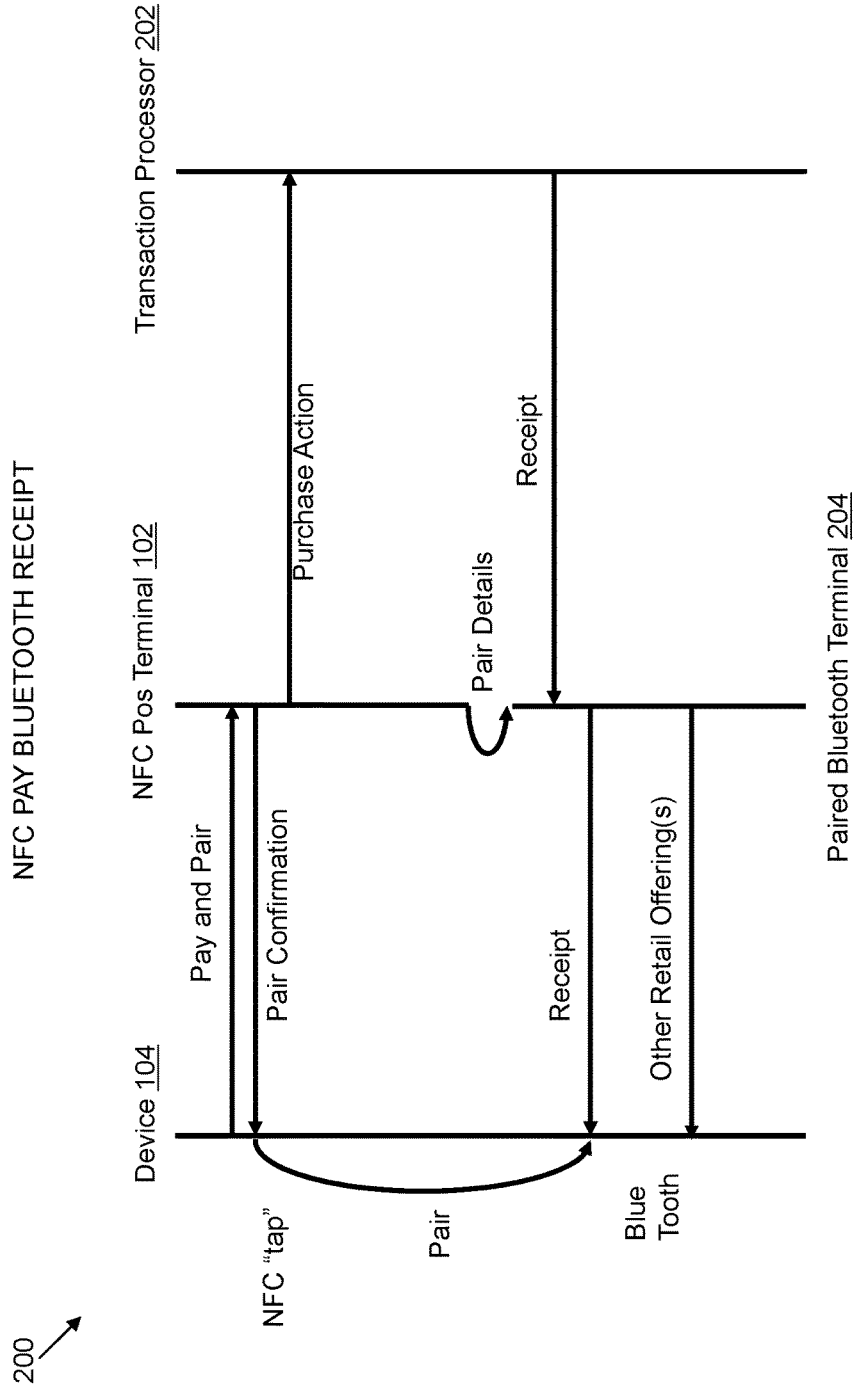 200
NFC PAY BLUETOOTH RECEIPT
Device 104
NFC Pos Terminal 102
Transaction Processor 202
NFC “tap”
Pay and Pair
Pair Confirmation
Purchase Action
Pair
Pair Details
Receipt
Receipt
Blue
Tooth
Other Retail Offering(s)
Paired Bluetooth Terminal 204